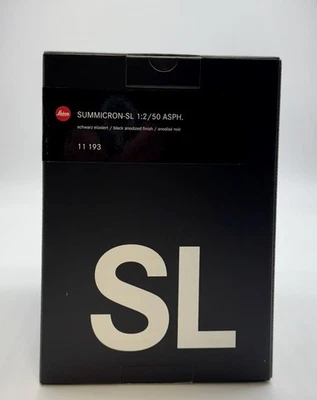 Leica
SUMMICRON-SL 1:2/50 ASPH.
schwarz eloxiert / black anodized finish / anodisé noir
11 193
SL